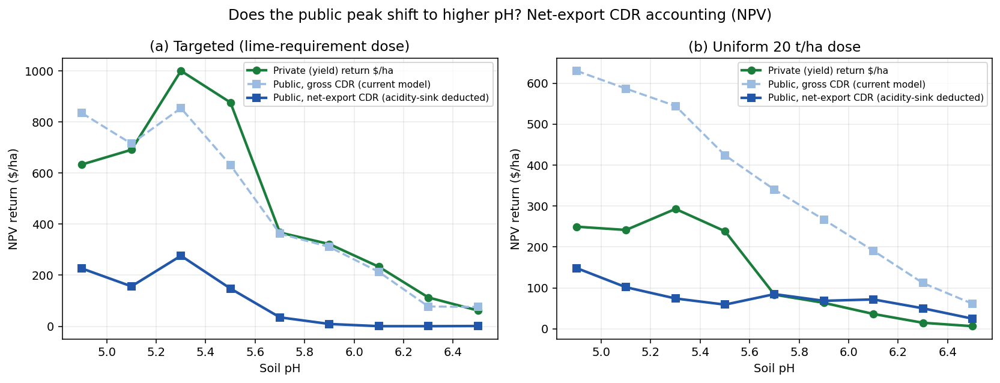 Does the public peak shift to higher pH? Net-export CDR accounting (NPV)
(a) Targeted (lime-requirement dose)
NPV return ($/ha)
1000
800
600
400
200
0
Private (yield) return $/ha
Public, gross CDR (current model)
Public, net-export CDR (acidity-sink deducted)
5.0 5.2 5.4 5.6 5.8 6.0 6.2 6.4
Soil pH
(b) Uniform 20 t/ha dose
NPV return ($/ha)
600
500
400
300
200
100
0
Private (yield) return $/ha
Public, gross CDR (current model)
Public, net-export CDR (acidity-sink deducted)
5.0 5.2 5.4 5.6 5.8 6.0 6.2 6.4
Soil pH